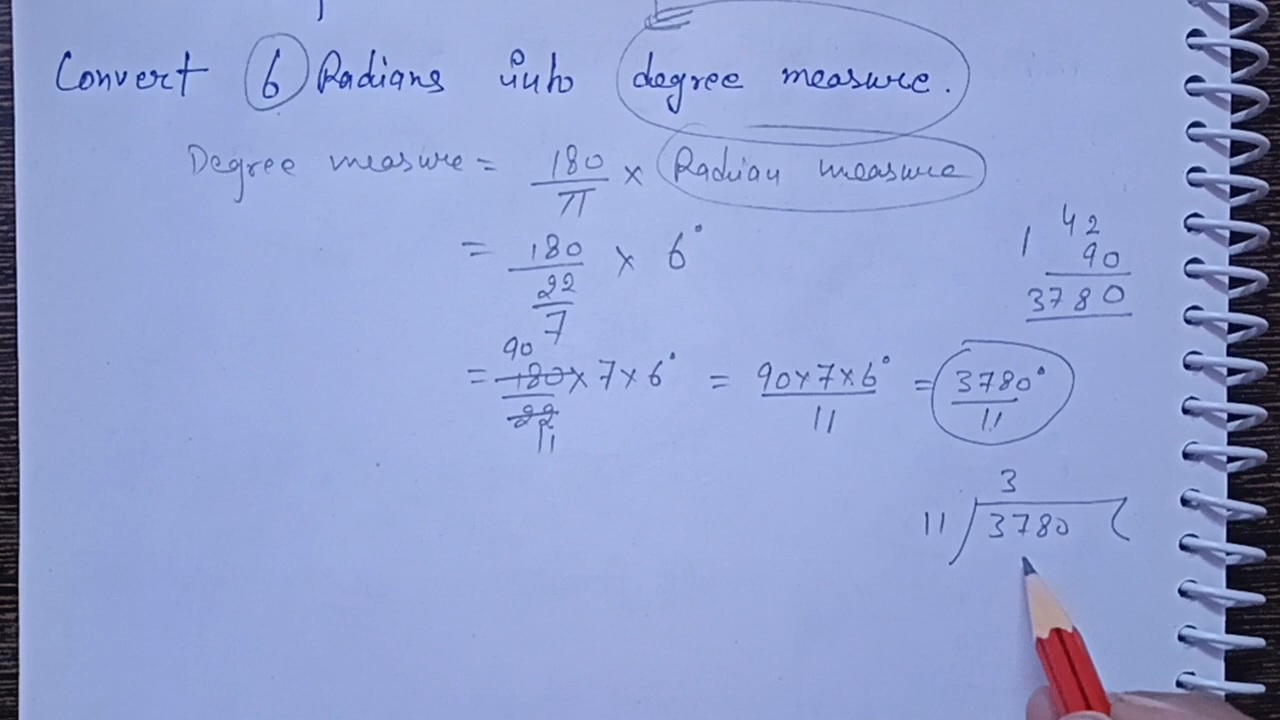 Convert 6 Radians into degree measure.
Degree measure = 180/π × Radian measure
= 180/(22/7) × 6°
90
= 180×7×6°/22 = 90×7×6°/11 = 3780°/11
11
1 42
90
3780
3
11 ) 3780 (